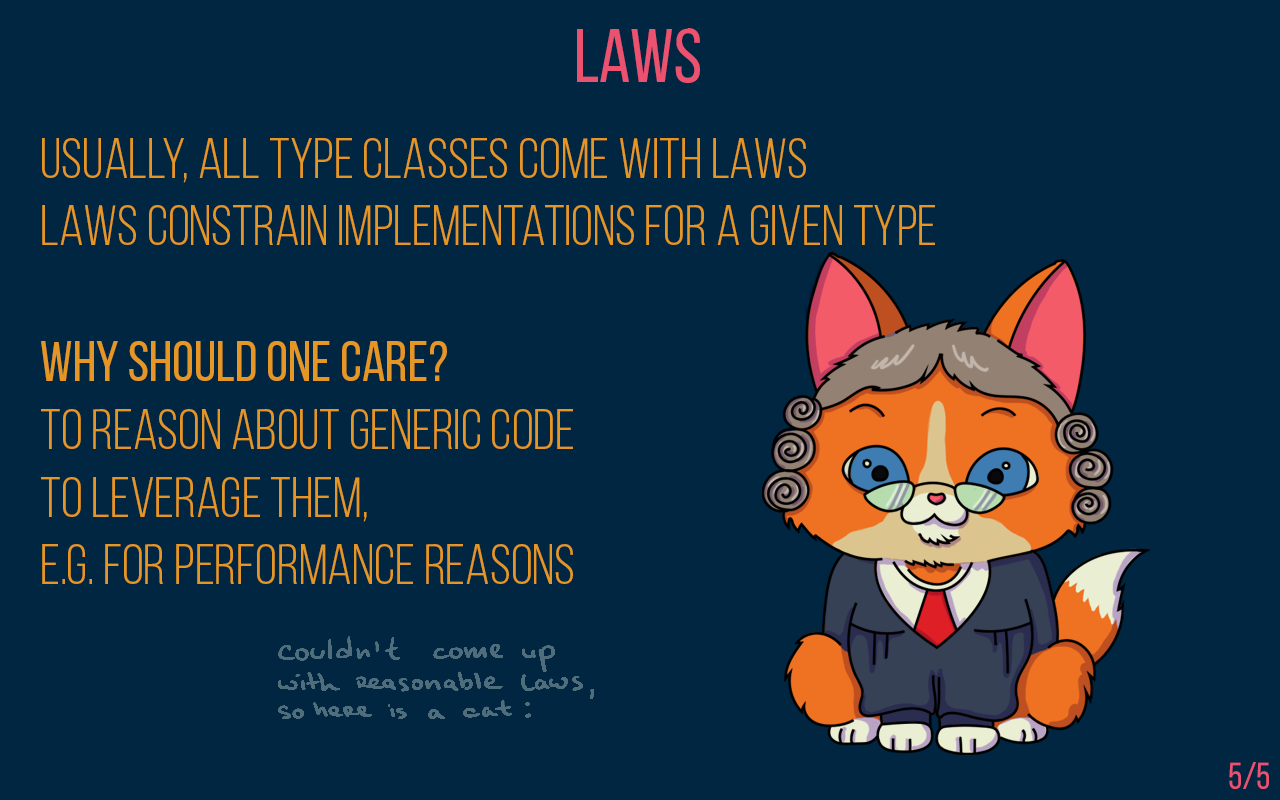 LAWS
USUALLY, ALL TYPE CLASSES COME WITH LAWS
LAWS CONSTRAIN IMPLEMENTATIONS FOR A GIVEN TYPE
WHY SHOULD ONE CARE?
TO REASON ABOUT GENERIC CODE
TO LEVERAGE THEM,
E.G. FOR PERFORMANCE REASONS
couldn't come up
with reasonable laws,
so here is a cat:
5/5